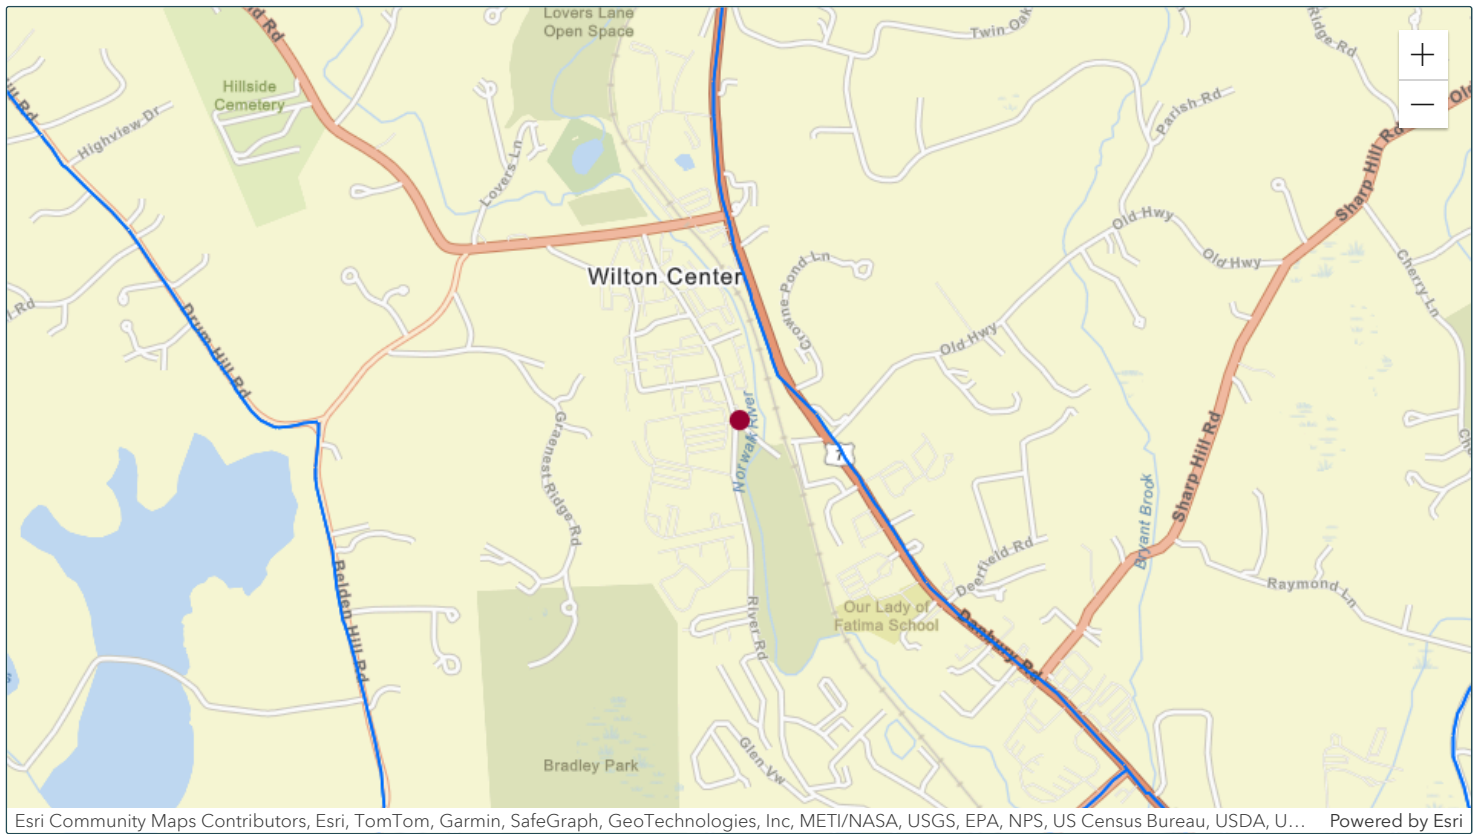 Lovers Lane
Open Space
Twin Oak
Ridge Rd
Hillside
Cemetery
Highview Dr
Parish Rd
Sharp Hill Rd
Lovers Ln
Old Hwy
Old Hwy
Cherry Ln
Wilton Center
Crowne Pond Ln
Drum Hill Rd
Old Hwy
Norwalk River
Graenest Ridge Rd
Sharp Hill Rd
Bryant Brook
Deerfield Rd
Raymond Ln
Belden Hill Rd
River Rd
Our Lady of
Fatima School
Danbury Rd
Glen Vw
Bradley Park
Esri Community Maps Contributors, Esri, TomTom, Garmin, SafeGraph, GeoTechnologies, Inc, METI/NASA, USGS, EPA, NPS, US Census Bureau, USDA, U...
Powered by Esri